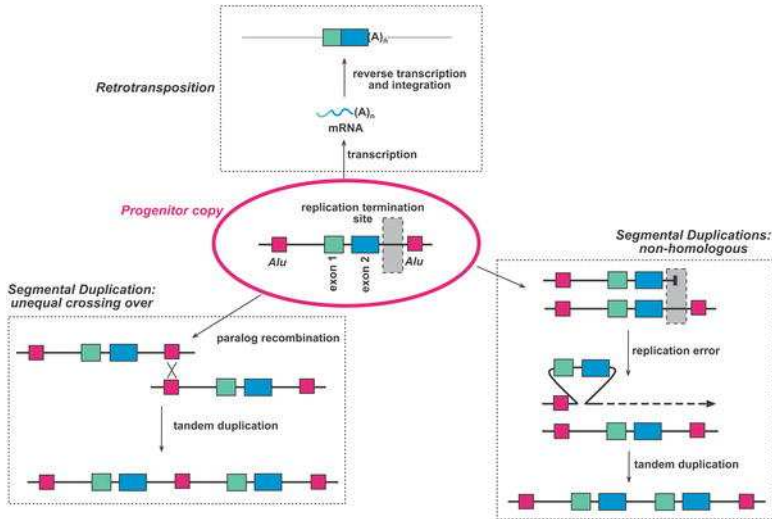 (A)n
reverse transcription
and integration
Retrotransposition
(A)n
mRNA
transcription
Progenitor copy
replication termination
site
Alu
exon 1
exon 2
Alu
Segmental Duplications:
non-homologous
Segmental Duplication:
unequal crossing over
paralog recombination
tandem duplication
replication error
tandem duplication